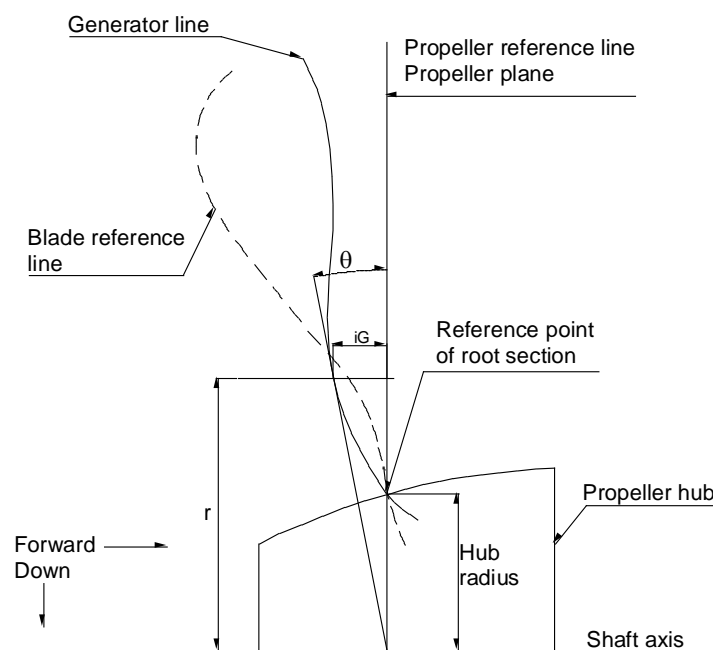 Generator line
Propeller reference line
Propeller plane
Blade reference
line
θ
iG
Reference point
of root section
r
Propeller hub
Forward
Down
Hub
radius
Shaft axis